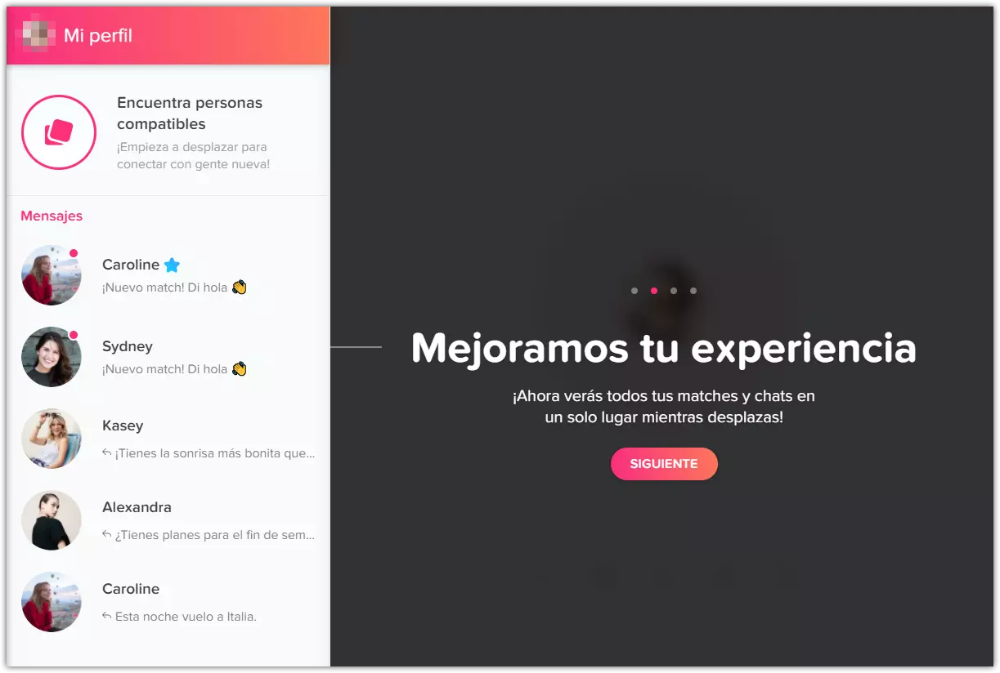 Mi perfil
Encuentra personas
compatibles
¡Empieza a desplazar para
conectar con gente nueva!
Mensajes
Caroline
¡Nuevo match! Di hola 👋
Sydney
¡Nuevo match! Di hola 👋
Kasey
¡Tienes la sonrisa más bonita que...
Alexandra
¿Tienes planes para el fin de sem...
Caroline
Esta noche vuelo a Italia.
Mejoramos tu experiencia
¡Ahora verás todos tus matches y chats en
un solo lugar mientras desplazas!
SIGUIENTE